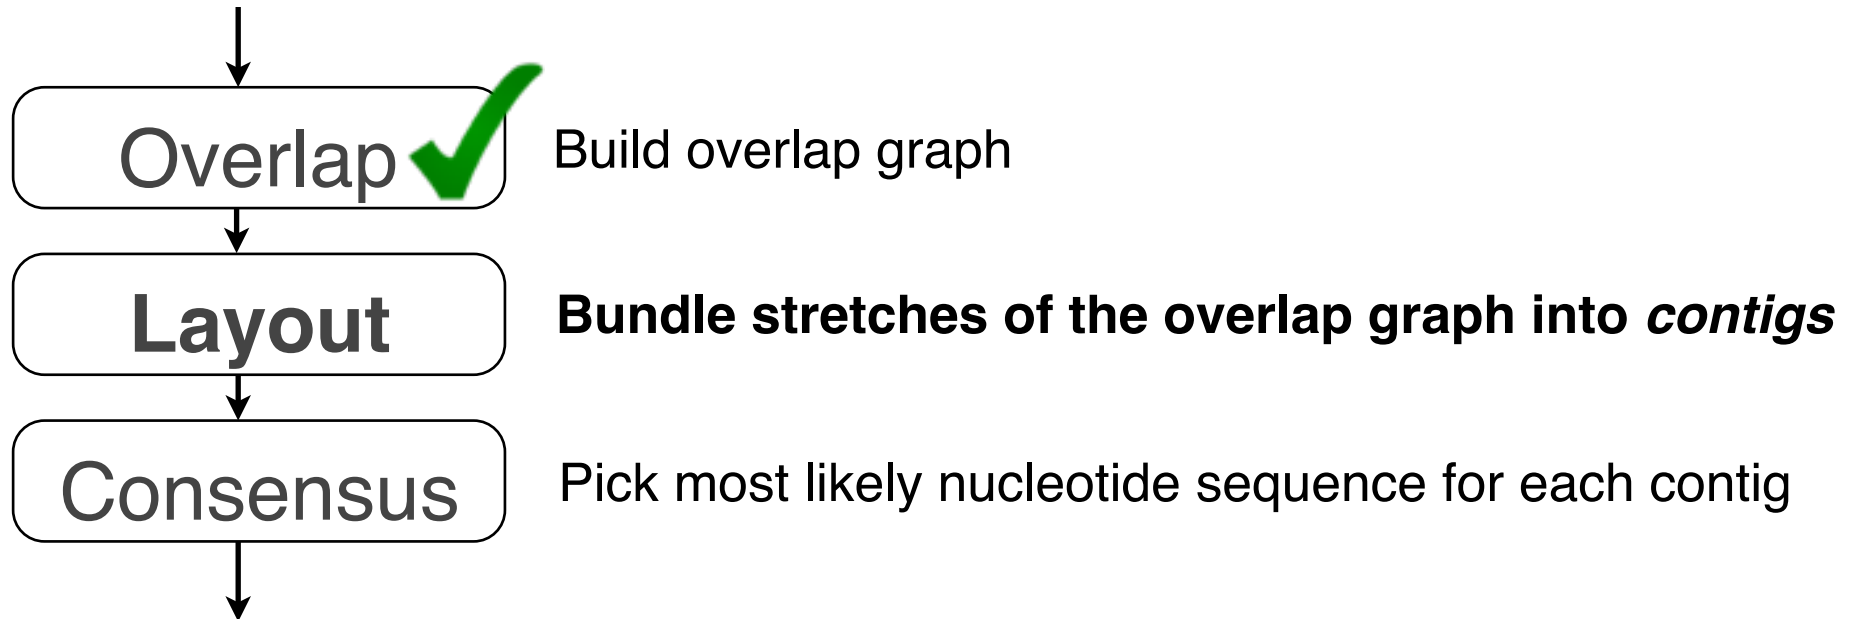 Overlap
Build overlap graph
Layout
Bundle stretches of the overlap graph into contigs
Consensus
Pick most likely nucleotide sequence for each contig